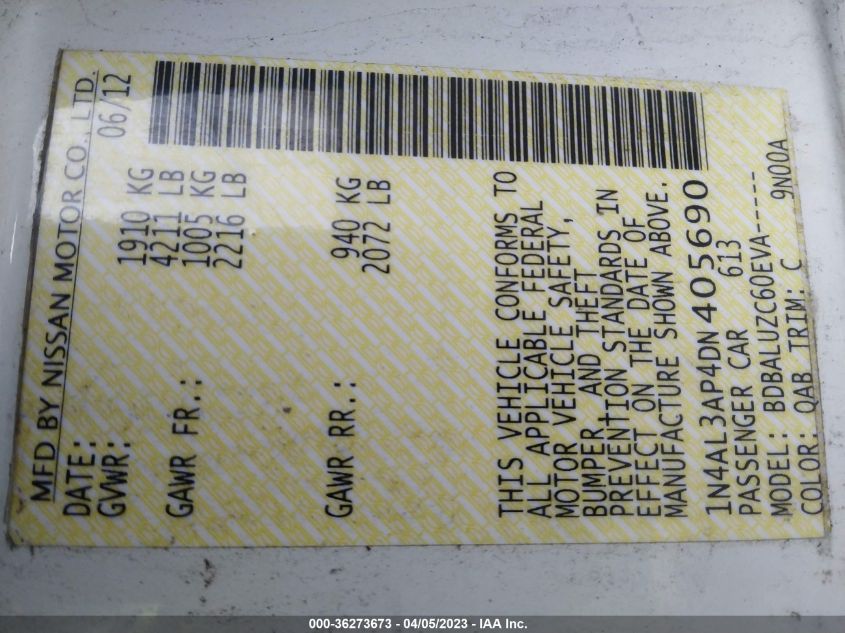 MFD BY NISSAN MOTOR CO., LTD.
DATE: 06/12
GVWR: 1910 KG
4211 LB
GAWR FR.: 1005 KG
2216 LB
GAWR RR.: 940 KG
2072 LB
THIS VEHICLE CONFORMS TO
ALL APPLICABLE FEDERAL
MOTOR VEHICLE SAFETY,
BUMPER, AND THEFT
PREVENTION STANDARDS IN
EFFECT ON THE DATE OF
MANUFACTURE SHOWN ABOVE.
1N4AL3AP4DN405690
PASSENGER CAR 613
MODEL: BDBALUZC60EVA-----
COLOR: QAB TRIM: C 9N00A
000-36273673 - 04/05/2023 - IAA Inc.